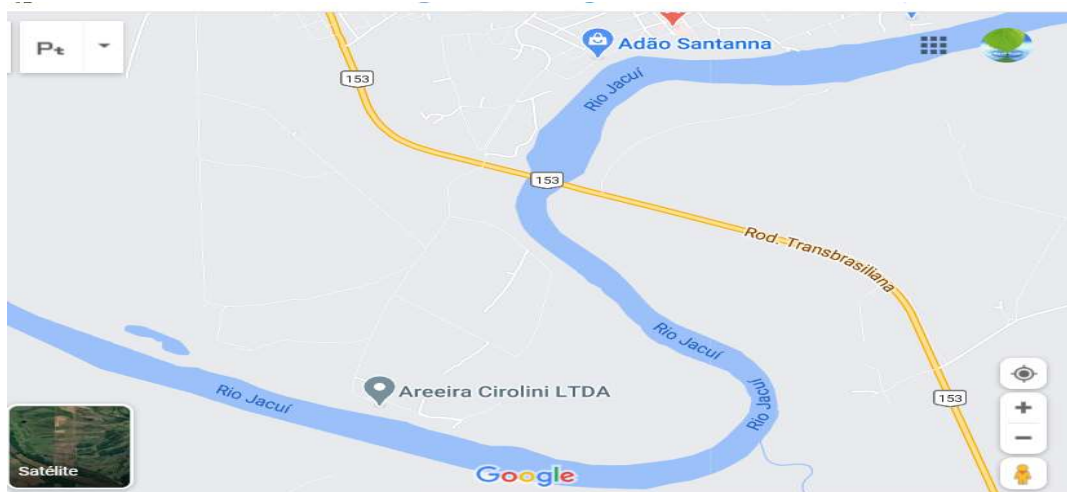 Pt
Adão Santanna
153
Rio Jacuí
153
Rod. Transbrasiliana
Rio Jacuí
Rio Jacuí
Rio Jacuí
Areeira Cirolini LTDA
153
Satélite
Google